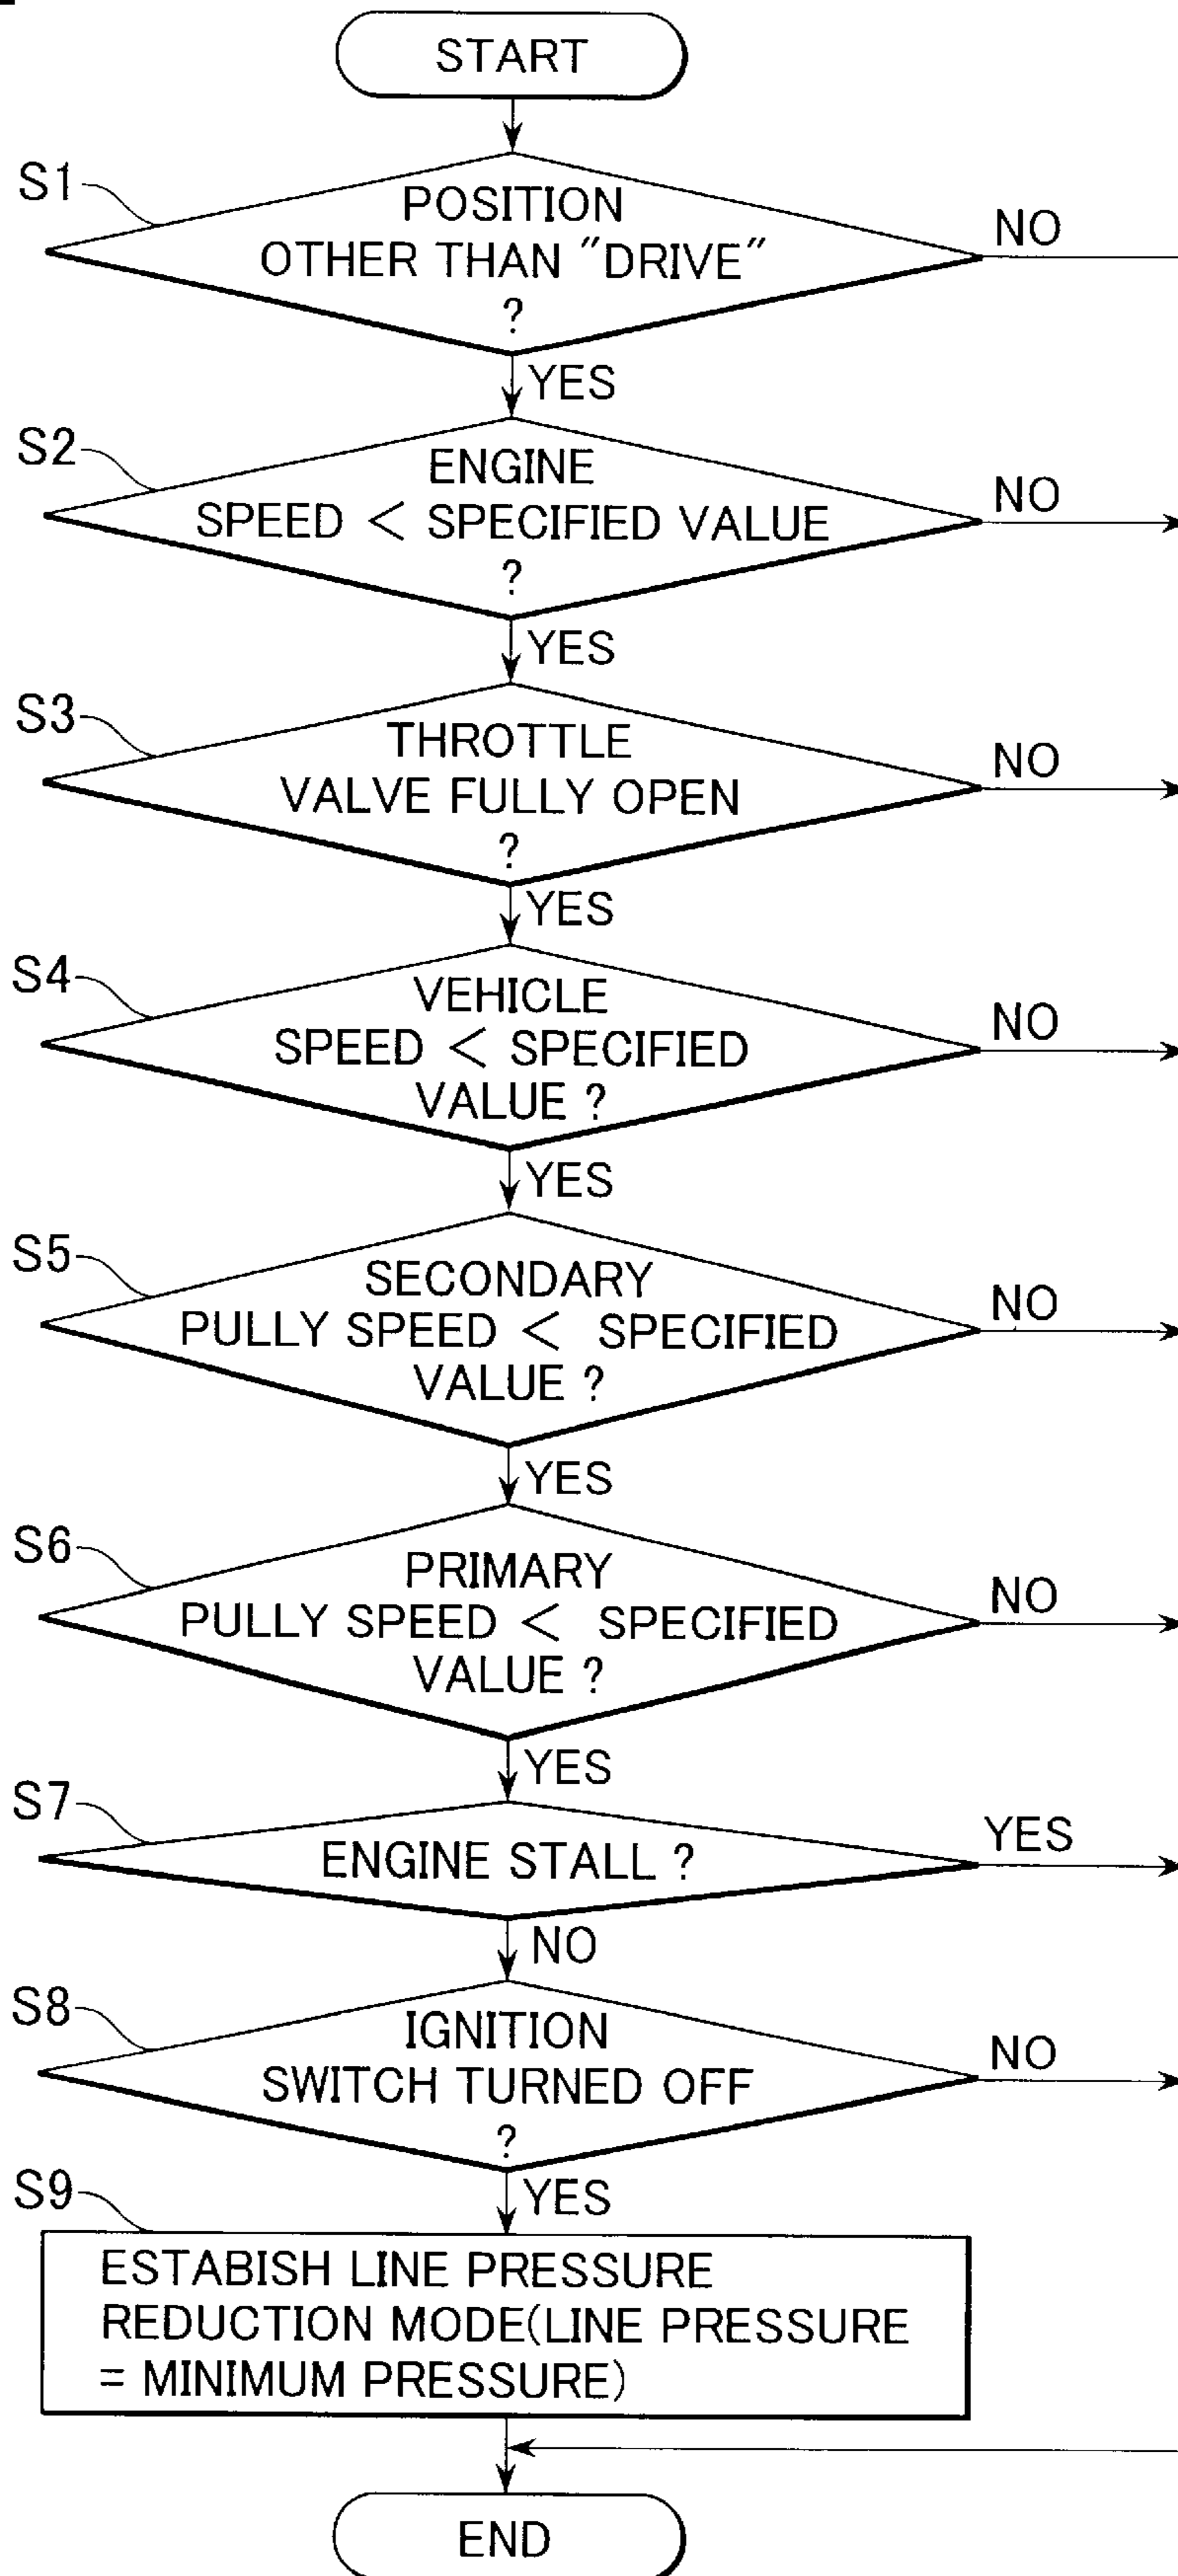 START
S1
POSITION
OTHER THAN "DRIVE"
?
NO
YES
S2
ENGINE
SPEED < SPECIFIED VALUE
?
NO
YES
S3
THROTTLE
VALVE FULLY OPEN
?
NO
YES
S4
VEHICLE
SPEED < SPECIFIED
VALUE ?
NO
YES
S5
SECONDARY
PULLY SPEED < SPECIFIED
VALUE ?
NO
YES
S6
PRIMARY
PULLY SPEED < SPECIFIED
VALUE ?
NO
YES
S7
ENGINE STALL ?
YES
NO
S8
IGNITION
SWITCH TURNED OFF
?
NO
YES
S9
ESTABISH LINE PRESSURE
REDUCTION MODE(LINE PRESSURE
= MINIMUM PRESSURE)
END